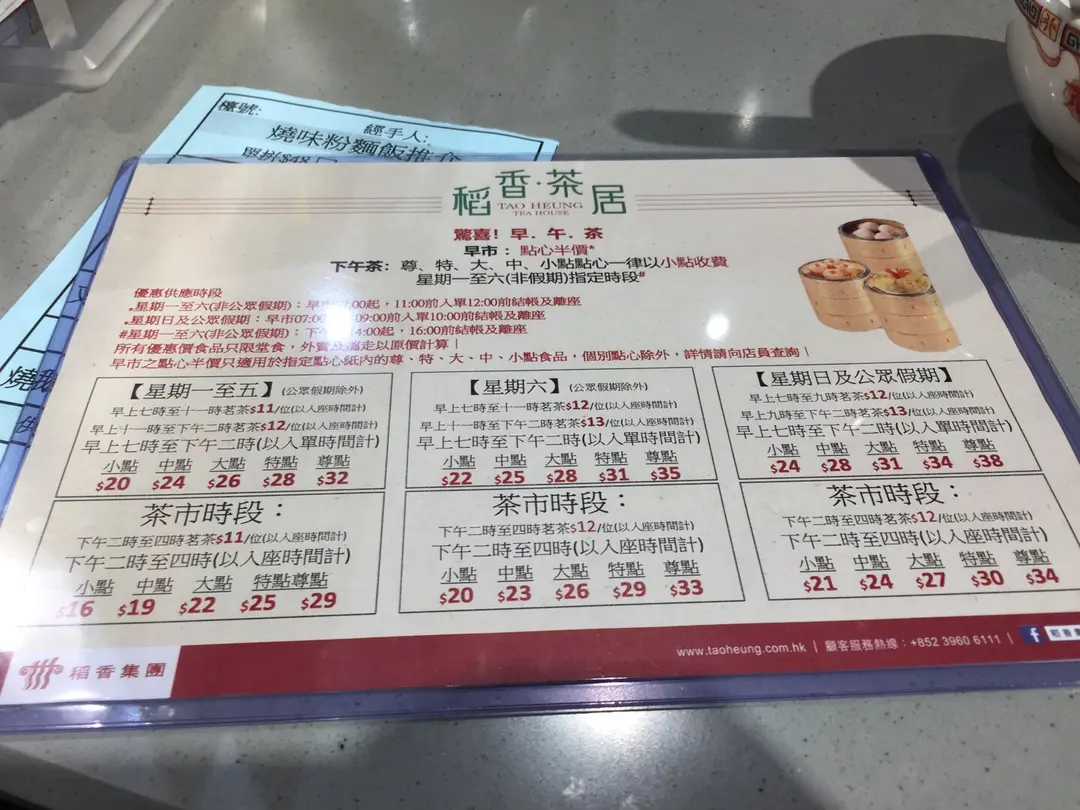 檯號:
經手人:
燒味粉麵飯推介
稻香·茶居
TAO HEUNG
TEA HOUSE
驚喜! 早. 午. 茶
早市： 點心半價*
下午茶：尊、特、大、中、小點點心一律以小點收費
星期一至六(非假期)指定時段#
優惠供應時段
*星期一至六(非公眾假期)：早市 :00起，11:00前入單12:00前結帳及離座
*星期日及公眾假期：早市07:00 09:00前入單10:00前結帳及離座
#星期一至六(非公眾假期)：下午 4:00起，16:00前結帳及離座
所有優惠價食品只限堂食，外賣及 走以原價計算｜
早市之點心半價只適用於指定點心紙內的尊、特、大、中、小點食品，個別點心除外，詳情請向店員查詢｜
【星期一至五】(公眾假期除外)
早上七時至十一時茗茶$11/位(以入座時間計)
早上十一時至下午二時茗茶$12/位(以入座時間計)
早上七時至下午二時(以入單時間計)
小點 中點 大點 特點 尊點
$20 $24 $26 $28 $32
茶市時段：
下午二時至四時茗茶$11/位(以入座時間計)
下午二時至四時(以入座時間計)
小點 中點 大點 特點 尊點
$16 $19 $22 $25 $29
【星期六】(公眾假期除外)
早上七時至十一時茗茶$12/位(以入座時間計)
早上十一時至下午二時茗茶$13/位(以入座時間計)
早上七時至下午二時(以入單時間計)
小點 中點 大點 特點 尊點
$22 $25 $28 $31 $35
茶市時段：
下午二時至四時茗茶$12/位(以入座時間計)
下午二時至四時(以入座時間計)
小點 中點 大點 特點 尊點
$20 $23 $26 $29 $33
【星期日及公眾假期】
早上七時至九時茗茶$12/位(以入座時間計)
早上九時至下午二時茗茶$13/位(以入座時間計)
早上七時至下午二時(以入單時間計)
小點 中點 大點 特點 尊點
$24 $28 $31 $34 $38
茶市時段：
下午二時至四時茗茶$12/位(以入座時間計)
下午二時至四時(以入座時間計)
小點 中點 大點 特點 尊點
$21 $24 $27 $30 $34
稻香集團
www.taoheung.com.hk｜顧客服務熱線：+852 3960 6111｜f 稻香